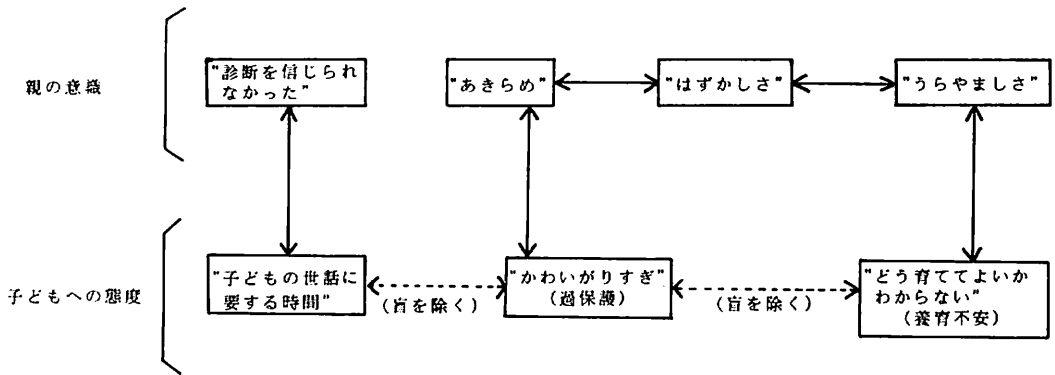 親の意識
"診断を信じられ
なかった"
"あきらめ"
"はずかしさ"
"うらやましさ"
子どもへの態度
"子どもの世話に
要する時間"
(盲を除く)
"かわいがりすぎ"
(過保護)
(盲を除く)
"どう育ててよいか
わからない"
(養育不安)